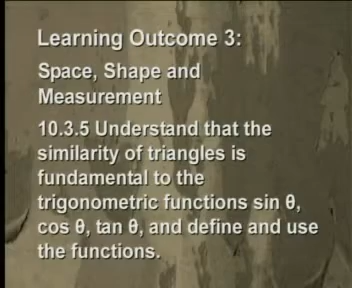 Learning Outcome 3:
Space, Shape and
Measurement
10.3.5 Understand that the
similarity of triangles is
fundamental to the
trigonometric functions sin θ,
cos θ, tan θ, and define and use
the functions.